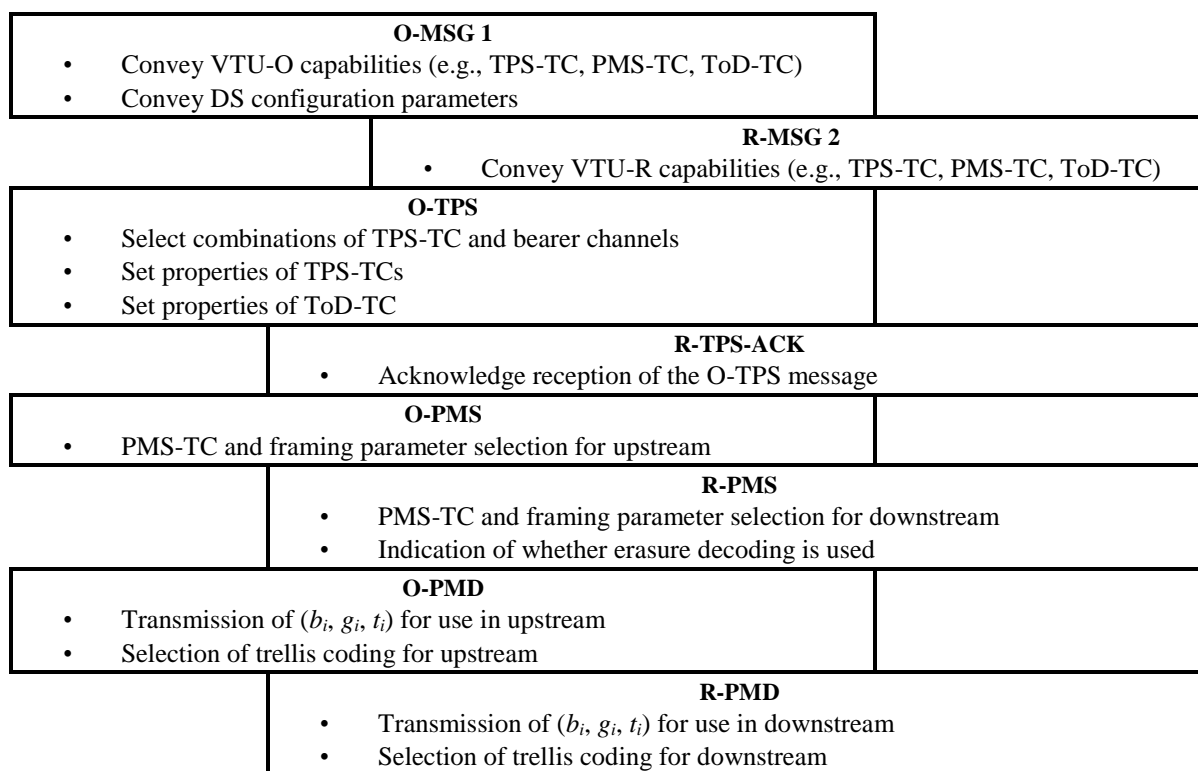 O-MSG 1
• Convey VTU-O capabilities (e.g., TPS-TC, PMS-TC, ToD-TC)
• Convey DS configuration parameters
R-MSG 2
• Convey VTU-R capabilities (e.g., TPS-TC, PMS-TC, ToD-TC)
O-TPS
• Select combinations of TPS-TC and bearer channels
• Set properties of TPS-TCs
• Set properties of ToD-TC
R-TPS-ACK
• Acknowledge reception of the O-TPS message
O-PMS
• PMS-TC and framing parameter selection for upstream
R-PMS
• PMS-TC and framing parameter selection for downstream
• Indication of whether erasure decoding is used
O-PMD
• Transmission of (bᵢ, gᵢ, tᵢ) for use in upstream
• Selection of trellis coding for upstream
R-PMD
• Transmission of (bᵢ, gᵢ, tᵢ) for use in downstream
• Selection of trellis coding for downstream